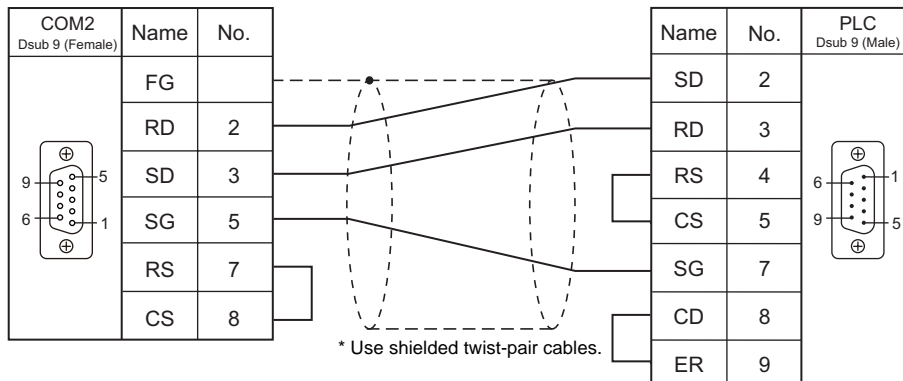 COM2
Dsub 9 (Female)
Name No.
FG
RD 2
SD 3
SG 5
RS 7
CS 8
9 5
6 1
* Use shielded twist-pair cables.
Name No.
PLC
Dsub 9 (Male)
SD 2
RD 3
RS 4
CS 5
SG 7
CD 8
ER 9
6 1
9 5